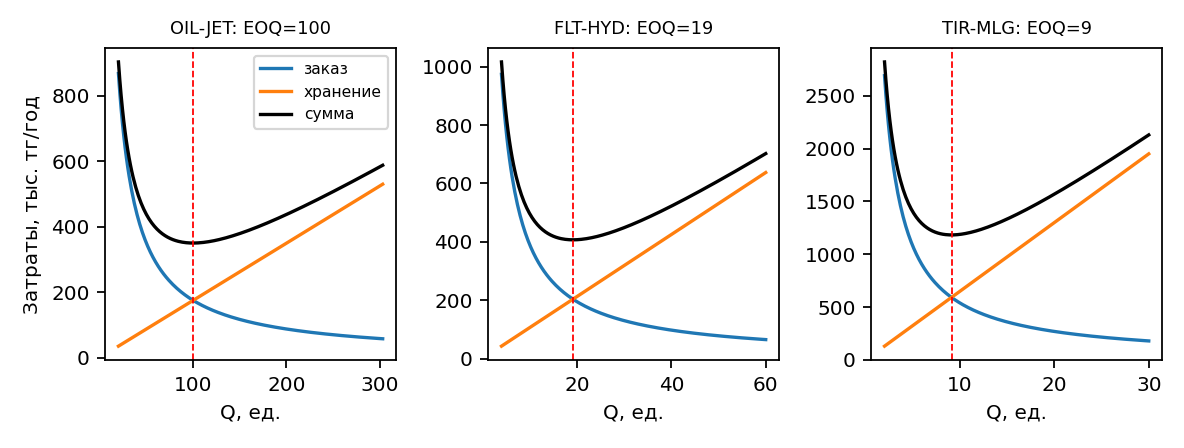 OIL-JET: EOQ=100
заказ
хранение
сумма
Затраты, тыс. тг/год
0
200
400
600
800
100
200
300
Q, ед.
FLT-HYD: EOQ=19
0
200
400
600
800
1000
20
40
60
Q, ед.
TIR-MLG: EOQ=9
0
500
1000
1500
2000
2500
10
20
30
Q, ед.